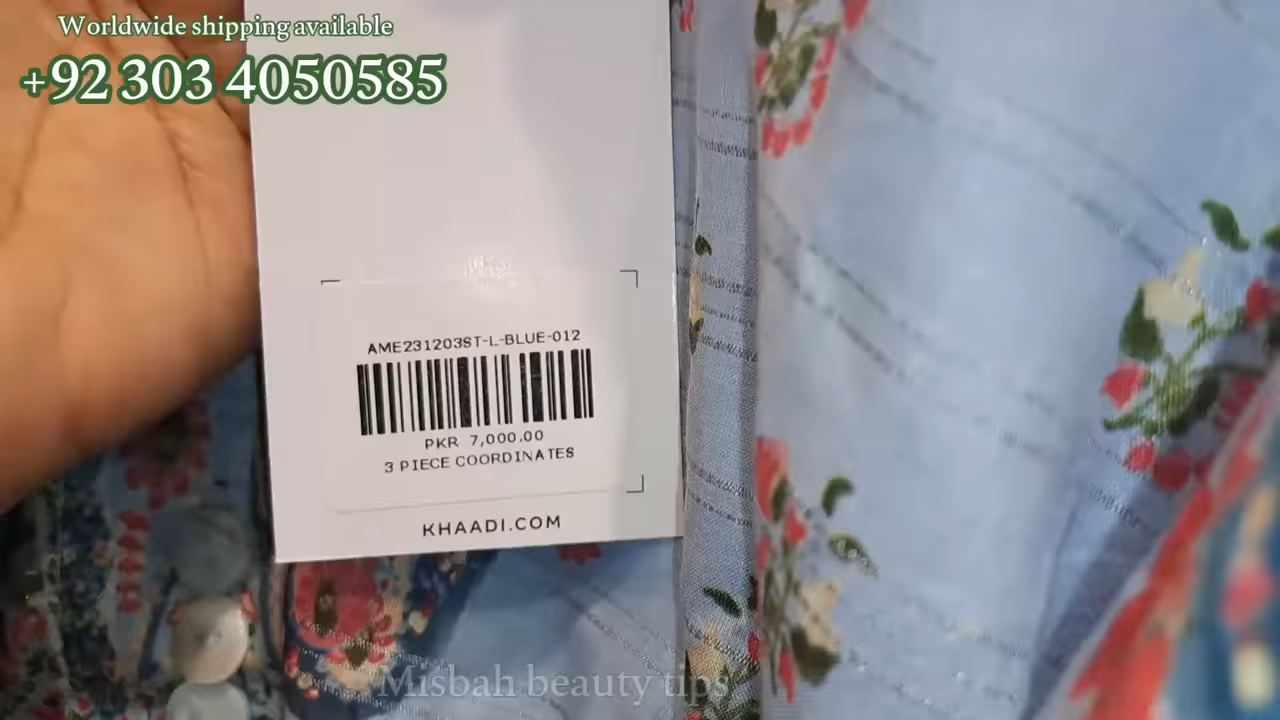 Worldwide shipping available
+92 303 4050585
AME231203ST-L-BLUE-012
PKR 7,000.00
3 PIECE COORDINATES
KHAADI.COM
Misbah beauty tips